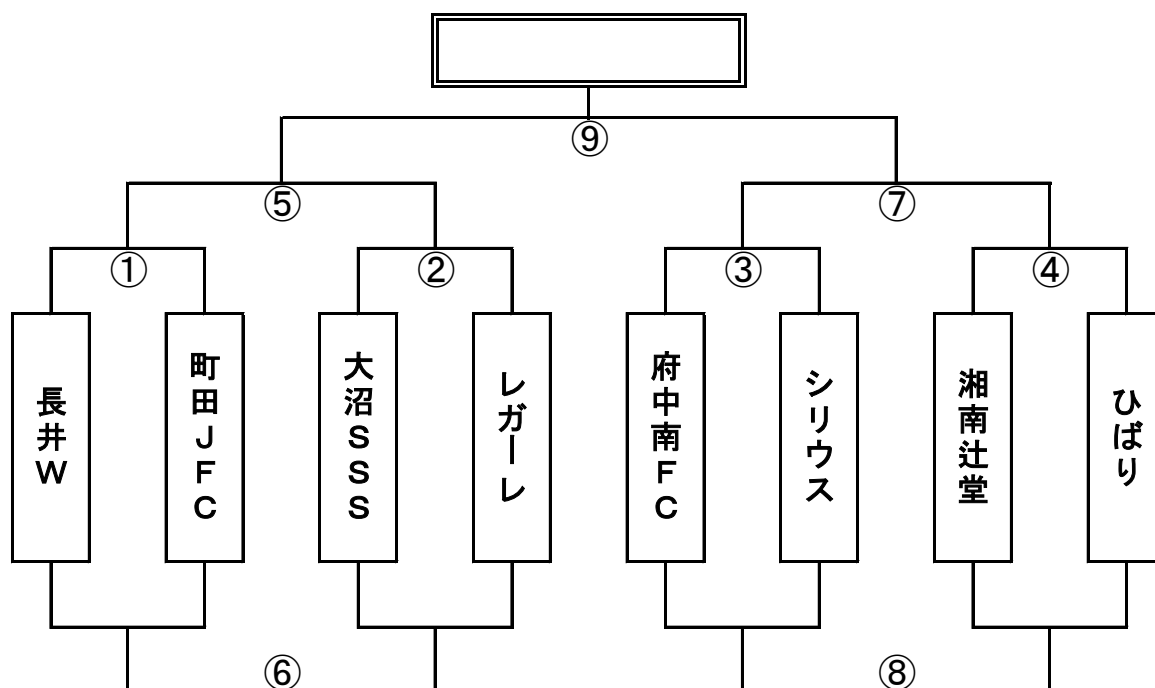 ⑨
⑤
⑦
①
②
③
④
長井W
町田JFC
大沼SSS
レガーレ
府中南FC
シリウス
湘南辻堂
ひばり
⑥
⑧